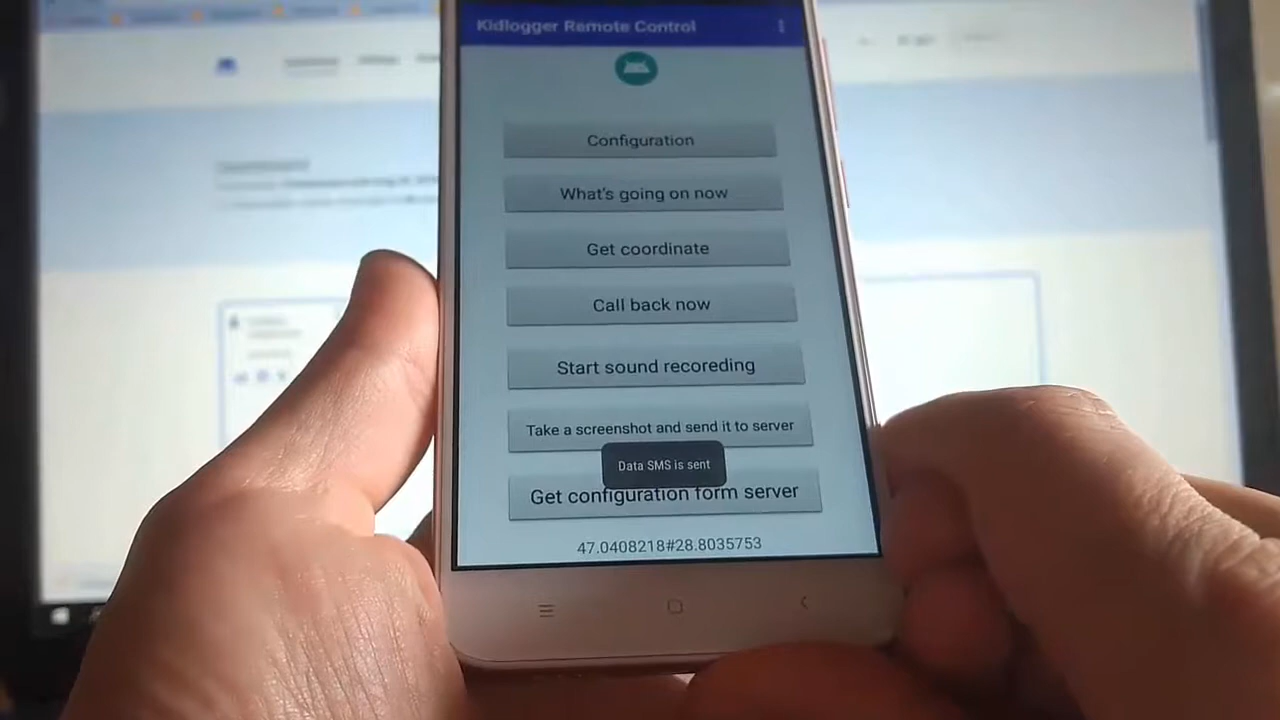 Kidlogger Remote Control
Configuration
What's going on now
Get coordinate
Call back now
Start sound recoreding
Take a screenshot and send it to server
Data SMS is sent
Get configuration form server
47.0408218#28.8035753